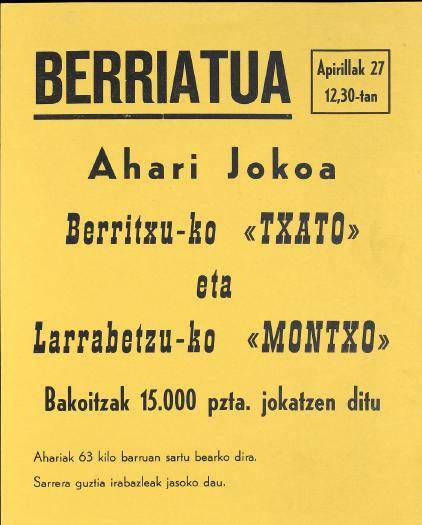 BERRIATUA
Apirillak 27
12,30-tan
Ahari Jokoa
Berritxu-ko «TXATO»
eta
Larrabetzu-ko «MONTXO»
Bakoitzak 15.000 pzta. jokatzen ditu
Ahariak 63 kilo barruan sartu bearko dira.
Sarrera guztia irabazleak jasoko dau.